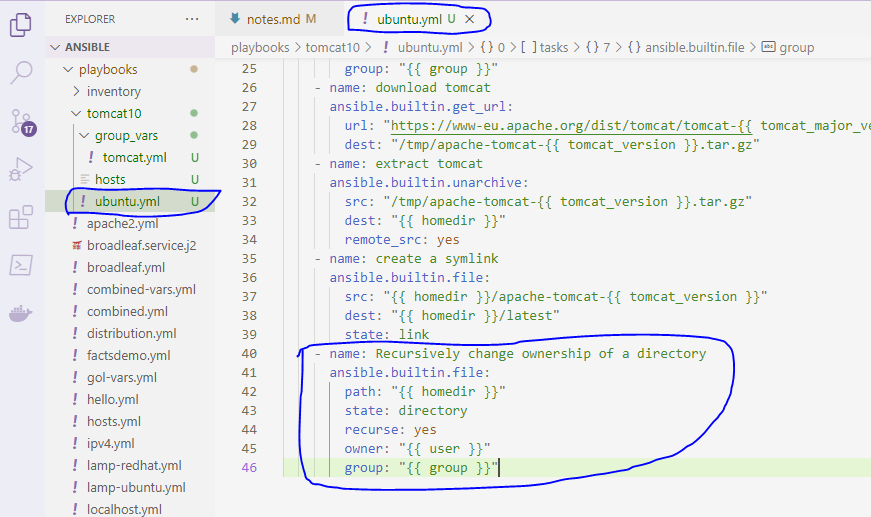 EXPLORER
···
notes.md M
! ubuntu.yml U ×
ANSIBLE
playbooks > tomcat10 > ! ubuntu.yml > {} 0 > [ ] tasks > {} 7 > {} ansible.builtin.file > abc group
playbooks
inventory
tomcat10
group_vars
! tomcat.yml U
hosts U
! ubuntu.yml U
! apache2.yml
broadleaf.service.j2
! broadleaf.yml
! combined-vars.yml
! combined.yml
! distribution.yml
! factsdemo.yml
! gol-vars.yml
! hello.yml
! hosts.yml
! ipv4.yml
! lamp-redhat.yml
! lamp-ubuntu.yml
! localhost.yml
17
25 group: "{{ group }}"
26 - name: download tomcat
27 ansible.builtin.get_url:
28 url: "https://www-eu.apache.org/dist/tomcat/tomcat-{{ tomcat_major_ve
29 dest: "/tmp/apache-tomcat-{{ tomcat_version }}.tar.gz"
30 - name: extract tomcat
31 ansible.builtin.unarchive:
32 src: "/tmp/apache-tomcat-{{ tomcat_version }}.tar.gz"
33 dest: "{{ homedir }}"
34 remote_src: yes
35 - name: create a symlink
36 ansible.builtin.file:
37 src: "{{ homedir }}/apache-tomcat-{{ tomcat_version }}"
38 dest: "{{ homedir }}/latest"
39 state: link
40 - name: Recursively change ownership of a directory
41 ansible.builtin.file:
42 path: "{{ homedir }}"
43 state: directory
44 recurse: yes
45 owner: "{{ user }}"
46 group: "{{ group }}"